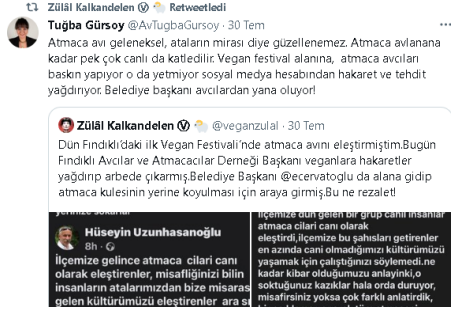 Zülâl Kalkandelen Retweetledi
Tuğba Gürsoy @AvTugbaGursoy · 30 Tem
Atmaca avı geleneksel, ataların mirası diye güzellenemez. Atmaca avlanana
kadar pek çok canlı da katledilir. Vegan festival alanına, atmaca avcıları
baskın yapıyor o da yetmiyor sosyal medya hesabından hakaret ve tehdit
yağdırıyor. Belediye başkanı avcılardan yana oluyor!
Zülâl Kalkandelen @veganzulal · 30 Tem
Dün Fındıklı'daki ilk Vegan Festivali'nde atmaca avını eleştirmiştim.Bugün
Fındıklı Avcılar ve Atmacacılar Derneği Başkanı veganlara hakaretler
yağdırıp arbede çıkarmış.Belediye Başkanı @ecervatoglu da alana gidip
atmaca kulesinin yerine koyulması için araya girmiş.Bu ne rezalet!
Hüseyin Uzunhasanoğlu
8h ·
İlçemize gelince atmaca cilari cani
olarak eleştirenler, misafliğinizi bilin
insanların atalarımızdan bize misaras
gelen kültürümüzü eleştirenler ara sı
ilçemize dün gelen bir grup canlı insanlar
atmaca cani olarak
eleştirdi,ilçemize bu şahısları getirenler
en azında cani olmadığımızı kültürümüzü
yaşamak için çalıştığınızı söylemedi.ne
kadar kibar olduğumuzu anlayinki,o
soktuğunuz kazıklar hala orda duruyor,
misafirsiniz yoksa çok farklı anlatirdik,